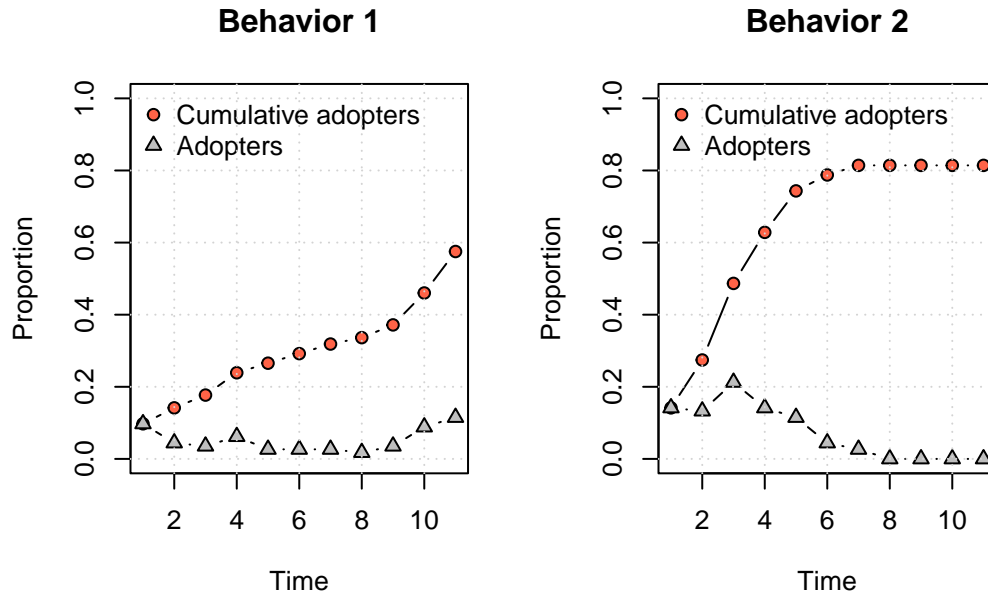 Behavior 1
Cumulative adopters
Adopters
Proportion
0.0 0.2 0.4 0.6 0.8 1.0
2 4 6 8 10
Time
Behavior 2
Cumulative adopters
Adopters
Proportion
0.0 0.2 0.4 0.6 0.8 1.0
2 4 6 8 10
Time